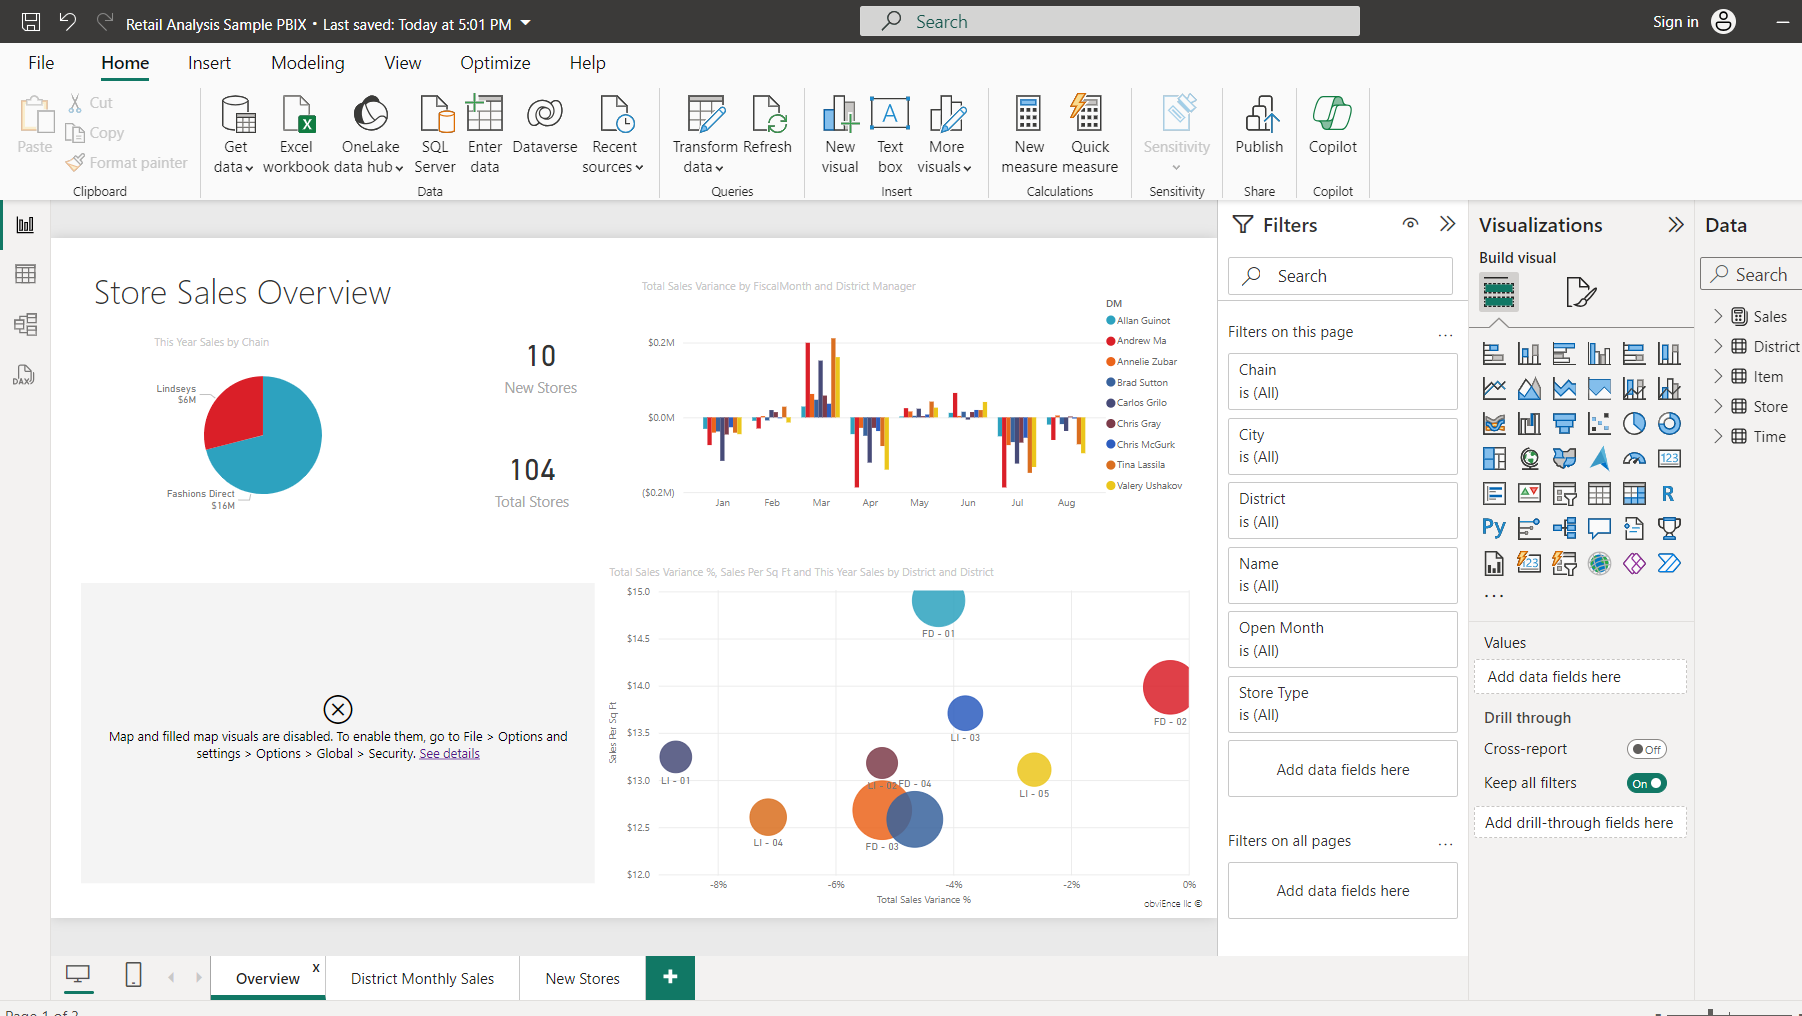 Retail Analysis Sample PBIX • Last saved: Today at 5:01 PM
Search
Sign in
File Home Insert Modeling View Optimize Help
Paste
Cut
Copy
Format painter
Clipboard
Get data
Excel workbook
OneLake data hub
SQL Server
Enter data
Dataverse
Recent sources
Data
Transform data
Refresh
Queries
New visual
Text box
More visuals
Insert
New measure
Quick measure
Calculations
Sensitivity
Sensitivity
Publish
Share
Copilot
Copilot
Store Sales Overview
This Year Sales by Chain
Lindseys
$6M
Fashions Direct
$16M
10
New Stores
104
Total Stores
Total Sales Variance by FiscalMonth and District Manager
$0.2M
$0.0M
($0.2M)
Jan Feb Mar Apr May Jun Jul Aug
DM
Allan Guinot
Andrew Ma
Annelie Zubar
Brad Sutton
Carlos Grilo
Chris Gray
Chris McGurk
Tina Lassila
Valery Ushakov
Map and filled map visuals are disabled. To enable them, go to File > Options and
settings > Options > Global > Security. See details
Total Sales Variance %, Sales Per Sq Ft and This Year Sales by District and District
Sales Per Sq Ft
$15.0
$14.5
$14.0
$13.5
$13.0
$12.5
$12.0
FD - 01
FD - 02
LI - 03
LI - 01
LI - 02
FD - 04
LI - 05
LI - 04
FD - 03
-8% -6% -4% -2% 0%
Total Sales Variance %
obviEnce llc ©
Filters
Search
Filters on this page
...
Chain
is (All)
City
is (All)
District
is (All)
Name
is (All)
Open Month
is (All)
Store Type
is (All)
Add data fields here
Filters on all pages
...
Add data fields here
Visualizations
Build visual
123
R
Py
123
...
Values
Add data fields here
Drill through
Cross-report
Off
Keep all filters
On
Add drill-through fields here
Data
Search
Sales
District
Item
Store
Time
DAX
Overview
x
District Monthly Sales
New Stores
+
Page 1 of 2